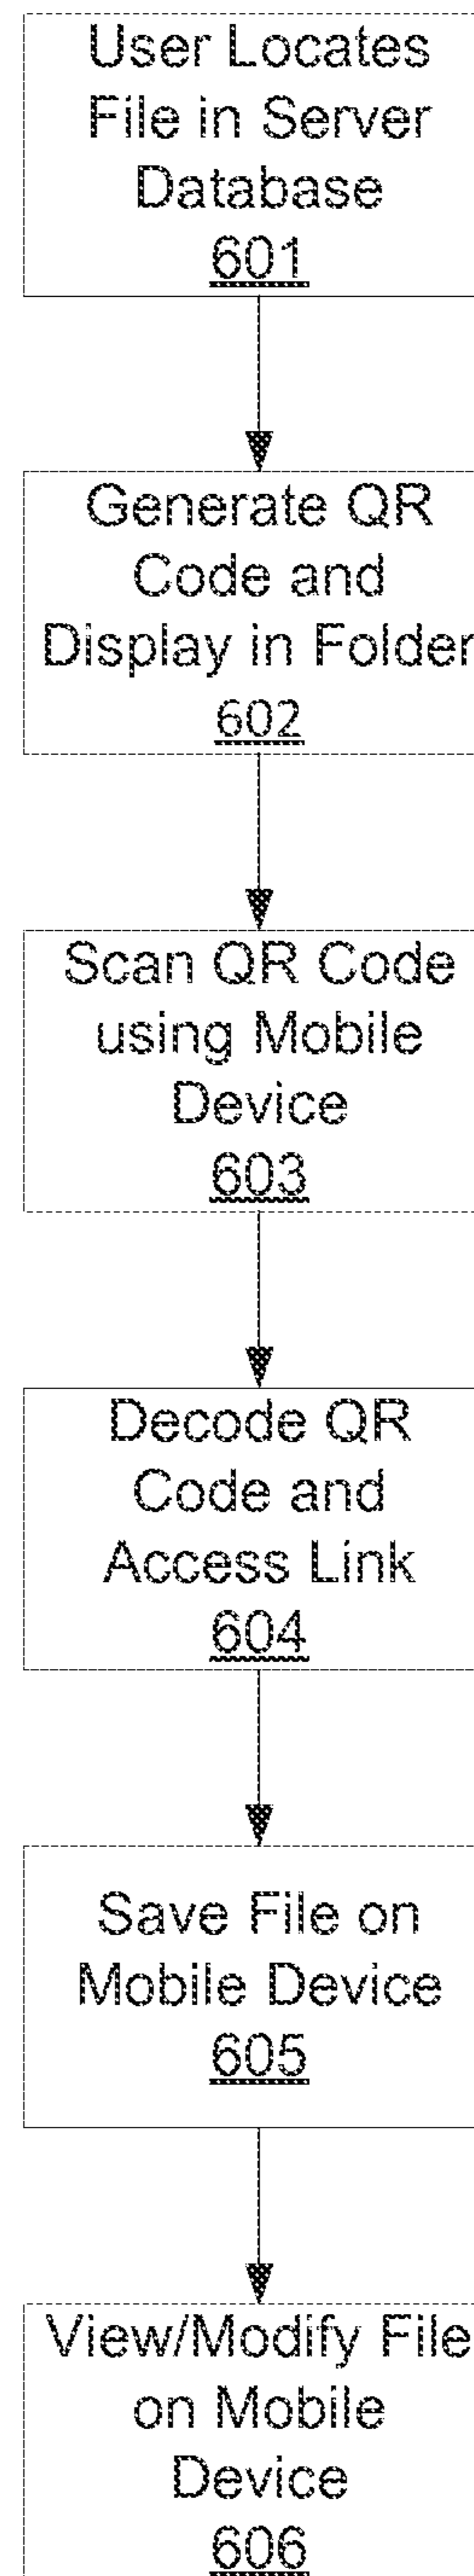 User Locates
File in Server
Database
601
Generate QR
Code and
Display in Folder
602
Scan QR Code
using Mobile
Device
603
Decode QR
Code and
Access Link
604
Save File on
Mobile Device
605
View/Modify File
on Mobile
Device
606